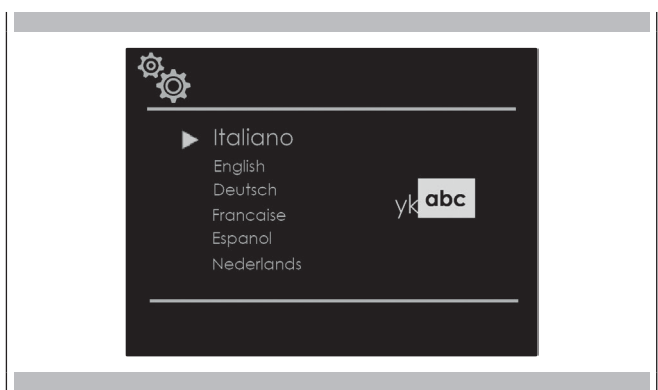 Italiano
English
Deutsch
Francaise
Espanol
Nederlands
yk abc